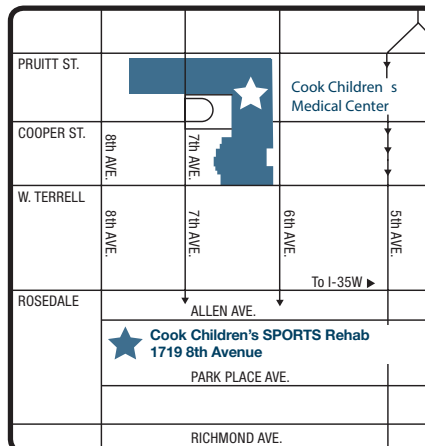 PRUITT ST.
Cook Children s
Medical Center
COOPER ST.
8th AVE.
7th AVE.
W. TERRELL
8th AVE.
7th AVE.
6th AVE.
5th AVE.
To I-35W ▶
ROSEDALE
ALLEN AVE.
Cook Children's SPORTS Rehab
1719 8th Avenue
PARK PLACE AVE.
RICHMOND AVE.